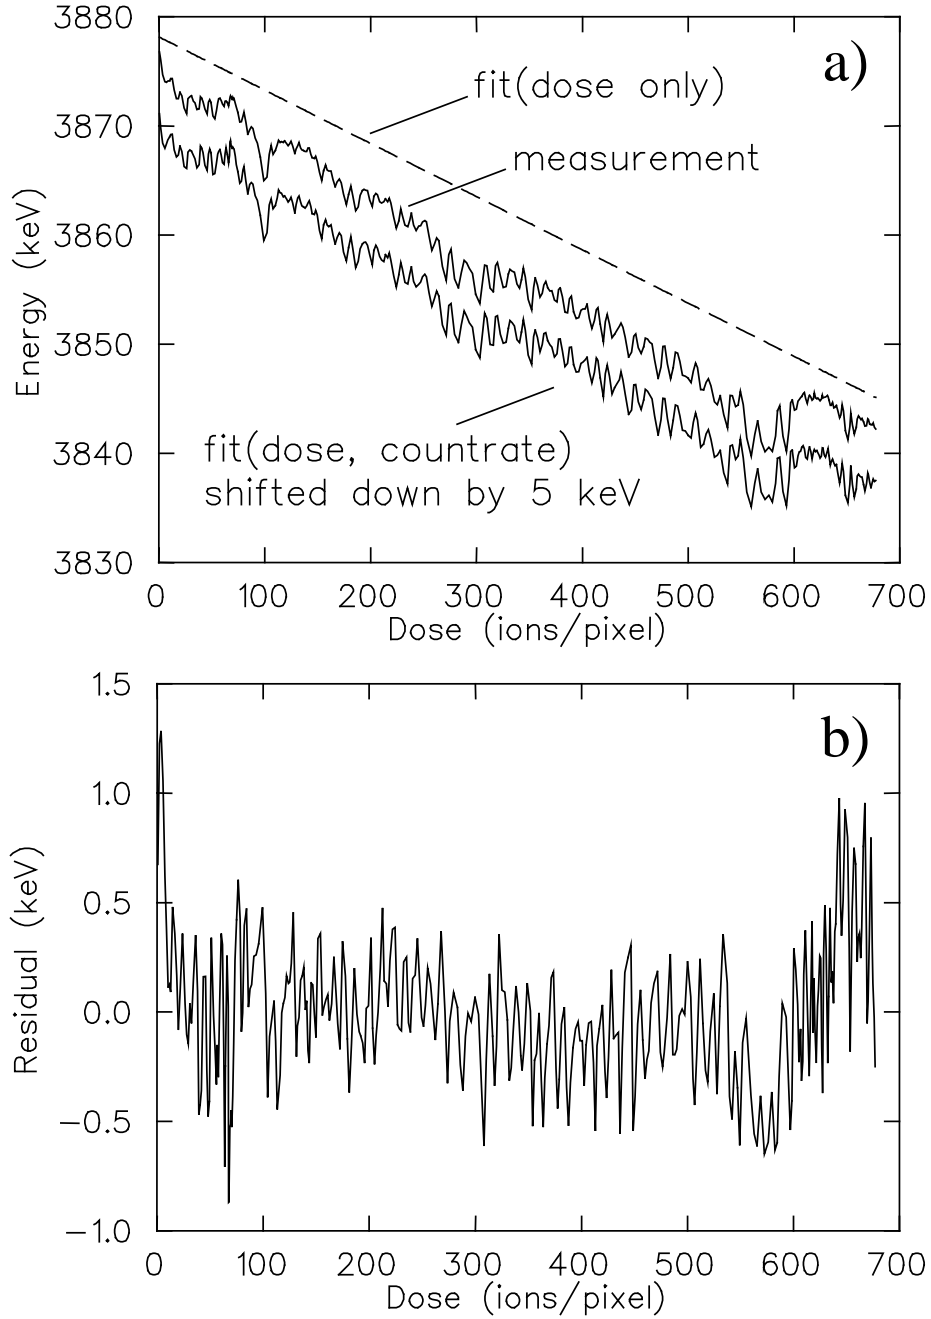 3880
a)
fit(dose only)
3870
measurement
3860
Energy (keV)
3850
fit(dose, countrate)
3840
shifted down by 5 keV
3830
0 100 200 300 400 500 600 700
Dose (ions/pixel)
1.5
b)
1.0
0.5
Residual (keV)
0.0
−0.5
−1.0
0 100 200 300 400 500 600 700
Dose (ions/pixel)